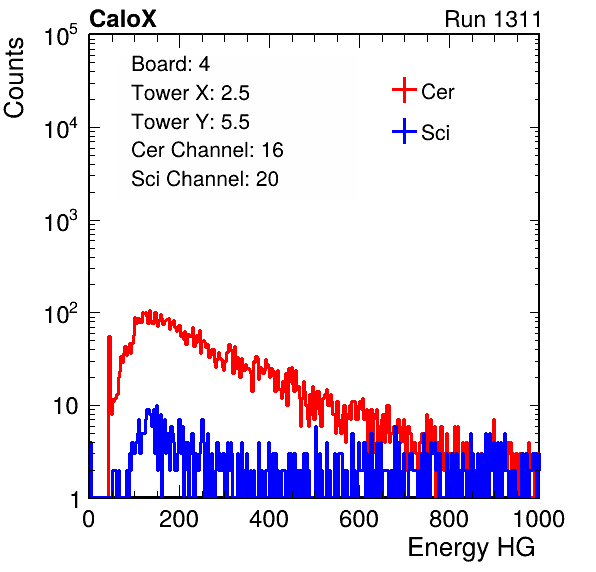 CaloX Run 1311
Counts
Board: 4
Tower X: 2.5
Tower Y: 5.5
Cer Channel: 16
Sci Channel: 20
Cer
Sci
10^5
10^4
10^3
10^2
10
1
0 200 400 600 800 1000
Energy HG